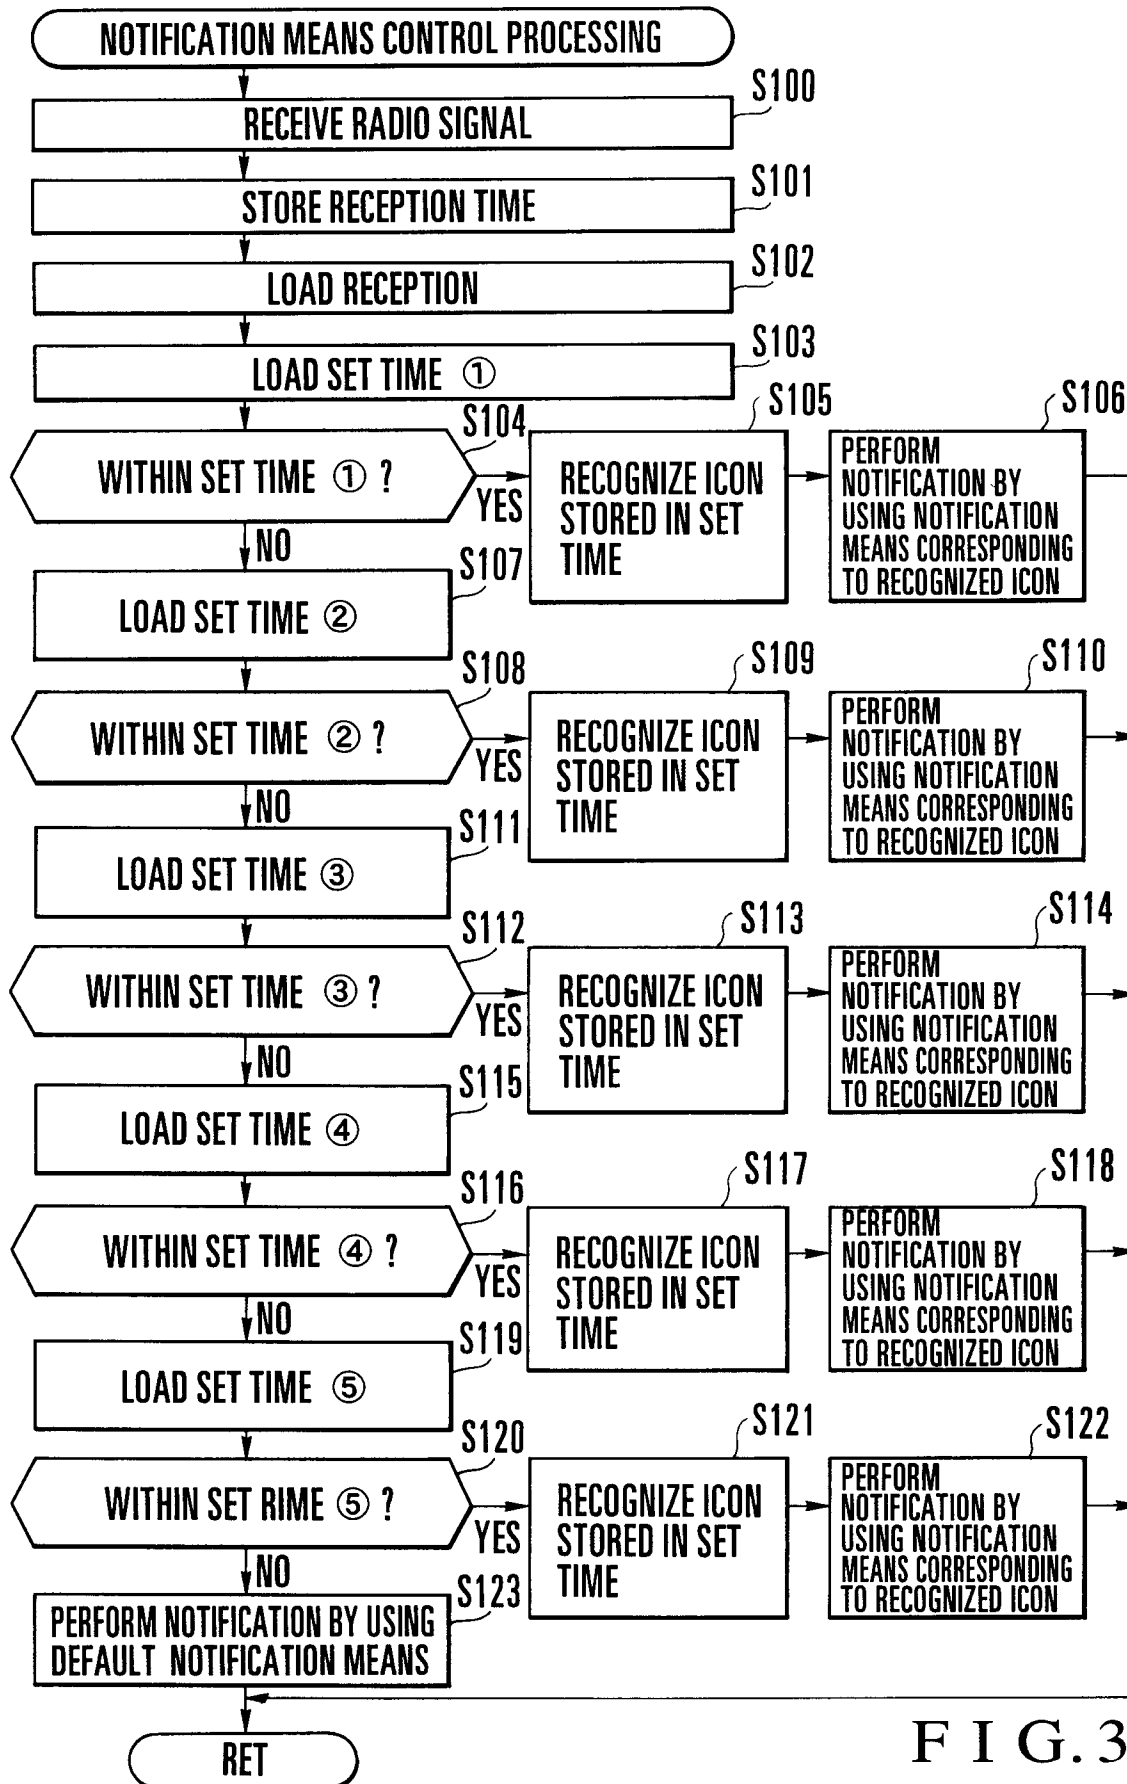 NOTIFICATION MEANS CONTROL PROCESSING
S100
RECEIVE RADIO SIGNAL
S101
STORE RECEPTION TIME
S102
LOAD RECEPTION
S103
LOAD SET TIME ①
S104
WITHIN SET TIME ① ?
YES
NO
S105
RECOGNIZE ICON
STORED IN SET
TIME
S106
PERFORM
NOTIFICATION BY
USING NOTIFICATION
MEANS CORRESPONDING
TO RECOGNIZED ICON
S107
LOAD SET TIME ②
S108
WITHIN SET TIME ② ?
YES
NO
S109
RECOGNIZE ICON
STORED IN SET
TIME
S110
PERFORM
NOTIFICATION BY
USING NOTIFICATION
MEANS CORRESPONDING
TO RECOGNIZED ICON
S111
LOAD SET TIME ③
S112
WITHIN SET TIME ③ ?
YES
NO
S113
RECOGNIZE ICON
STORED IN SET
TIME
S114
PERFORM
NOTIFICATION BY
USING NOTIFICATION
MEANS CORRESPONDING
TO RECOGNIZED ICON
S115
LOAD SET TIME ④
S116
WITHIN SET TIME ④ ?
YES
NO
S117
RECOGNIZE ICON
STORED IN SET
TIME
S118
PERFORM
NOTIFICATION BY
USING NOTIFICATION
MEANS CORRESPONDING
TO RECOGNIZED ICON
S119
LOAD SET TIME ⑤
S120
WITHIN SET RIME ⑤ ?
YES
NO
S121
RECOGNIZE ICON
STORED IN SET
TIME
S122
PERFORM
NOTIFICATION BY
USING NOTIFICATION
MEANS CORRESPONDING
TO RECOGNIZED ICON
S123
PERFORM NOTIFICATION BY USING
DEFAULT NOTIFICATION MEANS
RET
FIG.3